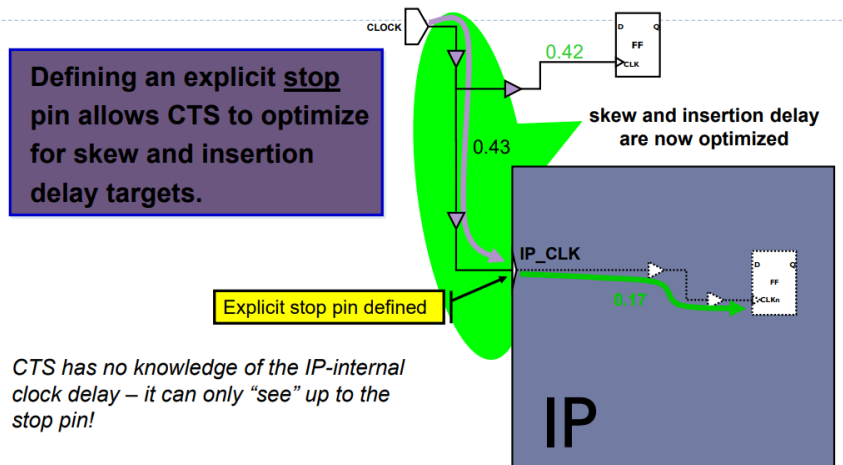 CLOCK
D Q
FF
CLK
0.42
Defining an explicit stop
pin allows CTS to optimize
for skew and insertion
delay targets.
skew and insertion delay
are now optimized
0.43
IP_CLK
D Q
FF
CLKn
0.17
Explicit stop pin defined
CTS has no knowledge of the IP-internal
clock delay – it can only “see” up to the
stop pin!
IP